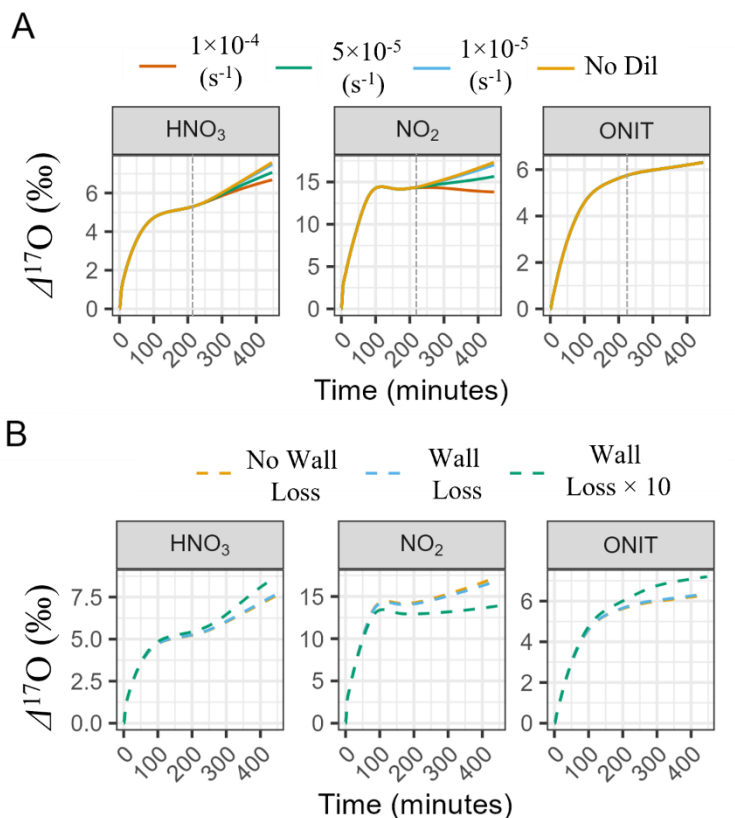 A
1×10⁻⁴ (s⁻¹)
5×10⁻⁵ (s⁻¹)
1×10⁻⁵ (s⁻¹)
No Dil
HNO₃
NO₂
ONIT
Δ¹⁷O (‰)
6
4
2
0
15
10
5
0
6
4
2
0
0 100 200 300 400
0 100 200 300 400
0 100 200 300 400
Time (minutes)
B
No Wall Loss
Wall Loss
Wall Loss × 10
HNO₃
NO₂
ONIT
Δ¹⁷O (‰)
7.5
5.0
2.5
0.0
15
10
5
0
6
4
2
0
0 100 200 300 400
0 100 200 300 400
0 100 200 300 400
Time (minutes)